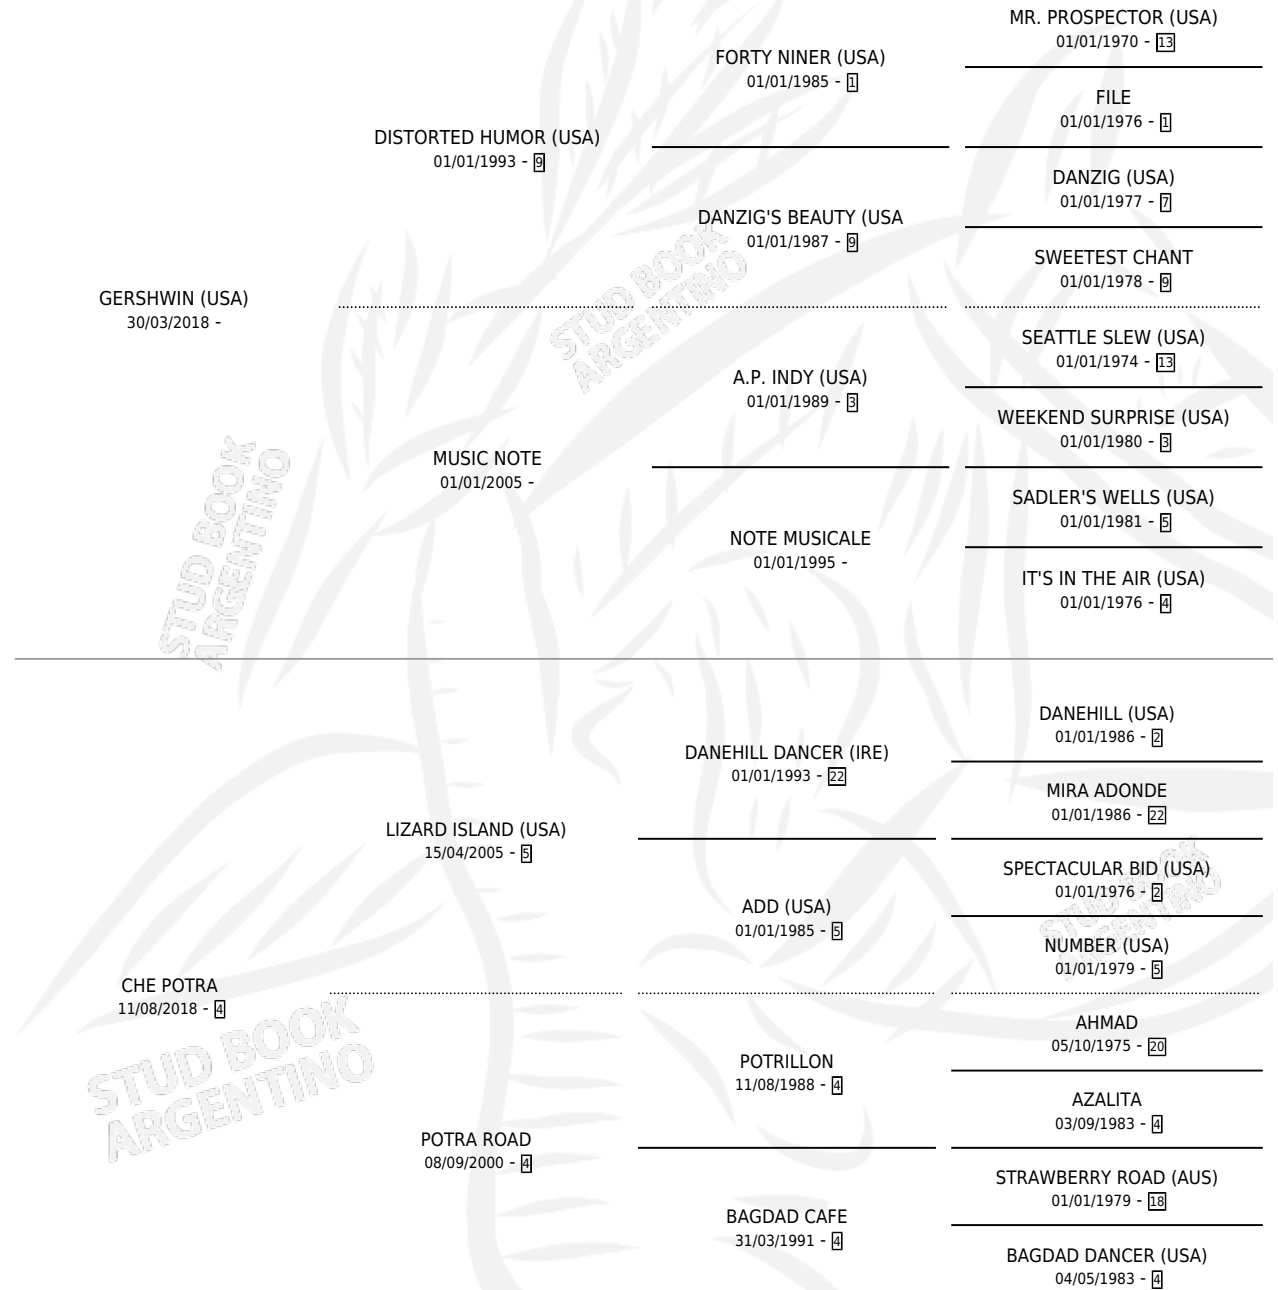 MR. PROSPECTOR (USA)
01/01/1970 - 13
FORTY NINER (USA)
01/01/1985 - 1
FILE
01/01/1976 - 1
DISTORTED HUMOR (USA)
01/01/1993 - 9
DANZIG (USA)
01/01/1977 - 7
DANZIG'S BEAUTY (USA
01/01/1987 - 9
SWEETEST CHANT
01/01/1978 - 9
GERSHWIN (USA)
30/03/2018 -
SEATTLE SLEW (USA)
01/01/1974 - 13
A.P. INDY (USA)
01/01/1989 - 3
WEEKEND SURPRISE (USA)
01/01/1980 - 3
MUSIC NOTE
01/01/2005 -
SADLER'S WELLS (USA)
01/01/1981 - 5
NOTE MUSICALE
01/01/1995 -
IT'S IN THE AIR (USA)
01/01/1976 - 4
STUD BOOK
ARGENTINO
STUD BOOK
ARGENTINO
DANEHILL (USA)
01/01/1986 - 2
DANEHILL DANCER (IRE)
01/01/1993 - 22
MIRA ADONDE
01/01/1986 - 22
LIZARD ISLAND (USA)
15/04/2005 - 5
SPECTACULAR BID (USA)
01/01/1976 - 2
ADD (USA)
01/01/1985 - 5
NUMBER (USA)
01/01/1979 - 5
CHE POTRA
11/08/2018 - 4
AHMAD
05/10/1975 - 20
POTRILLON
11/08/1988 - 4
AZALITA
03/09/1983 - 4
POTRA ROAD
08/09/2000 - 4
STRAWBERRY ROAD (AUS)
01/01/1979 - 18
BAGDAD CAFE
31/03/1991 - 4
BAGDAD DANCER (USA)
04/05/1983 - 4
STUD BOOK
ARGENTINO
STUD BOOK
ARGENTINO